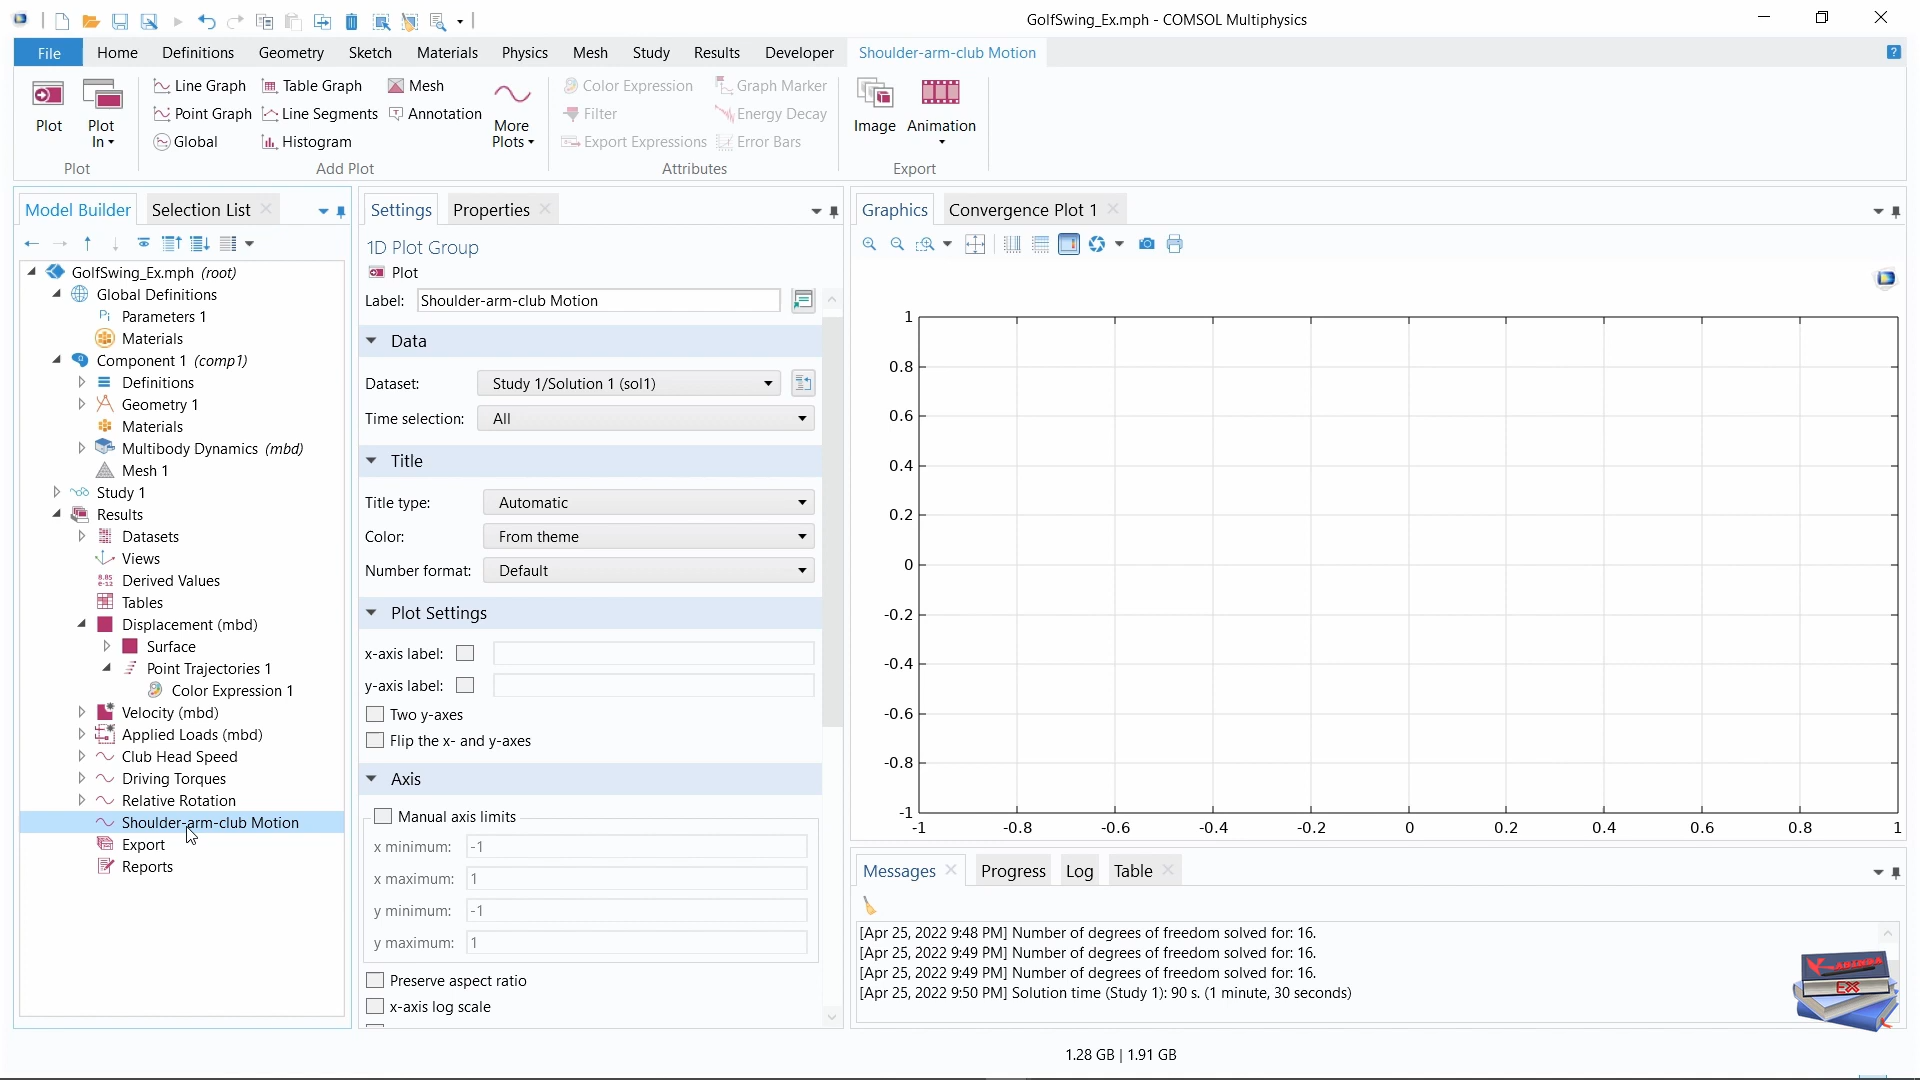 GolfSwing_Ex.mph - COMSOL Multiphysics
File Home Definitions Geometry Sketch Materials Physics Mesh Study Results Developer Shoulder-arm-club Motion
Plot
Plot In
Plot
Line Graph Table Graph Mesh
Point Graph Line Segments Annotation
Global Histogram
More Plots
Add Plot
Color Expression Graph Marker
Filter Energy Decay
Export Expressions Error Bars
Attributes
Image Animation
Export
Model Builder Selection List
GolfSwing_Ex.mph (root)
Global Definitions
Pi Parameters 1
Materials
Component 1 (comp1)
Definitions
Geometry 1
Materials
Multibody Dynamics (mbd)
Mesh 1
Study 1
Results
Datasets
Views
8.85
e-12
Derived Values
Tables
Displacement (mbd)
Surface
Point Trajectories 1
Color Expression 1
Velocity (mbd)
Applied Loads (mbd)
Club Head Speed
Driving Torques
Relative Rotation
Shoulder-arm-club Motion
Export
Reports
Settings Properties
1D Plot Group
Plot
Label: Shoulder-arm-club Motion
Data
Dataset: Study 1/Solution 1 (sol1)
Time selection: All
Title
Title type: Automatic
Color: From theme
Number format: Default
Plot Settings
x-axis label:
y-axis label:
Two y-axes
Flip the x- and y-axes
Axis
Manual axis limits
x minimum: -1
x maximum: 1
y minimum: -1
y maximum: 1
Preserve aspect ratio
x-axis log scale
Graphics Convergence Plot 1
1
0.8
0.6
0.4
0.2
0
-0.2
-0.4
-0.6
-0.8
-1
-1 -0.8 -0.6 -0.4 -0.2 0 0.2 0.4 0.6 0.8 1
Messages Progress Log Table
[Apr 25, 2022 9:48 PM] Number of degrees of freedom solved for: 16.
[Apr 25, 2022 9:49 PM] Number of degrees of freedom solved for: 16.
[Apr 25, 2022 9:49 PM] Number of degrees of freedom solved for: 16.
[Apr 25, 2022 9:50 PM] Solution time (Study 1): 90 s. (1 minute, 30 seconds)
EX
1.28 GB | 1.91 GB